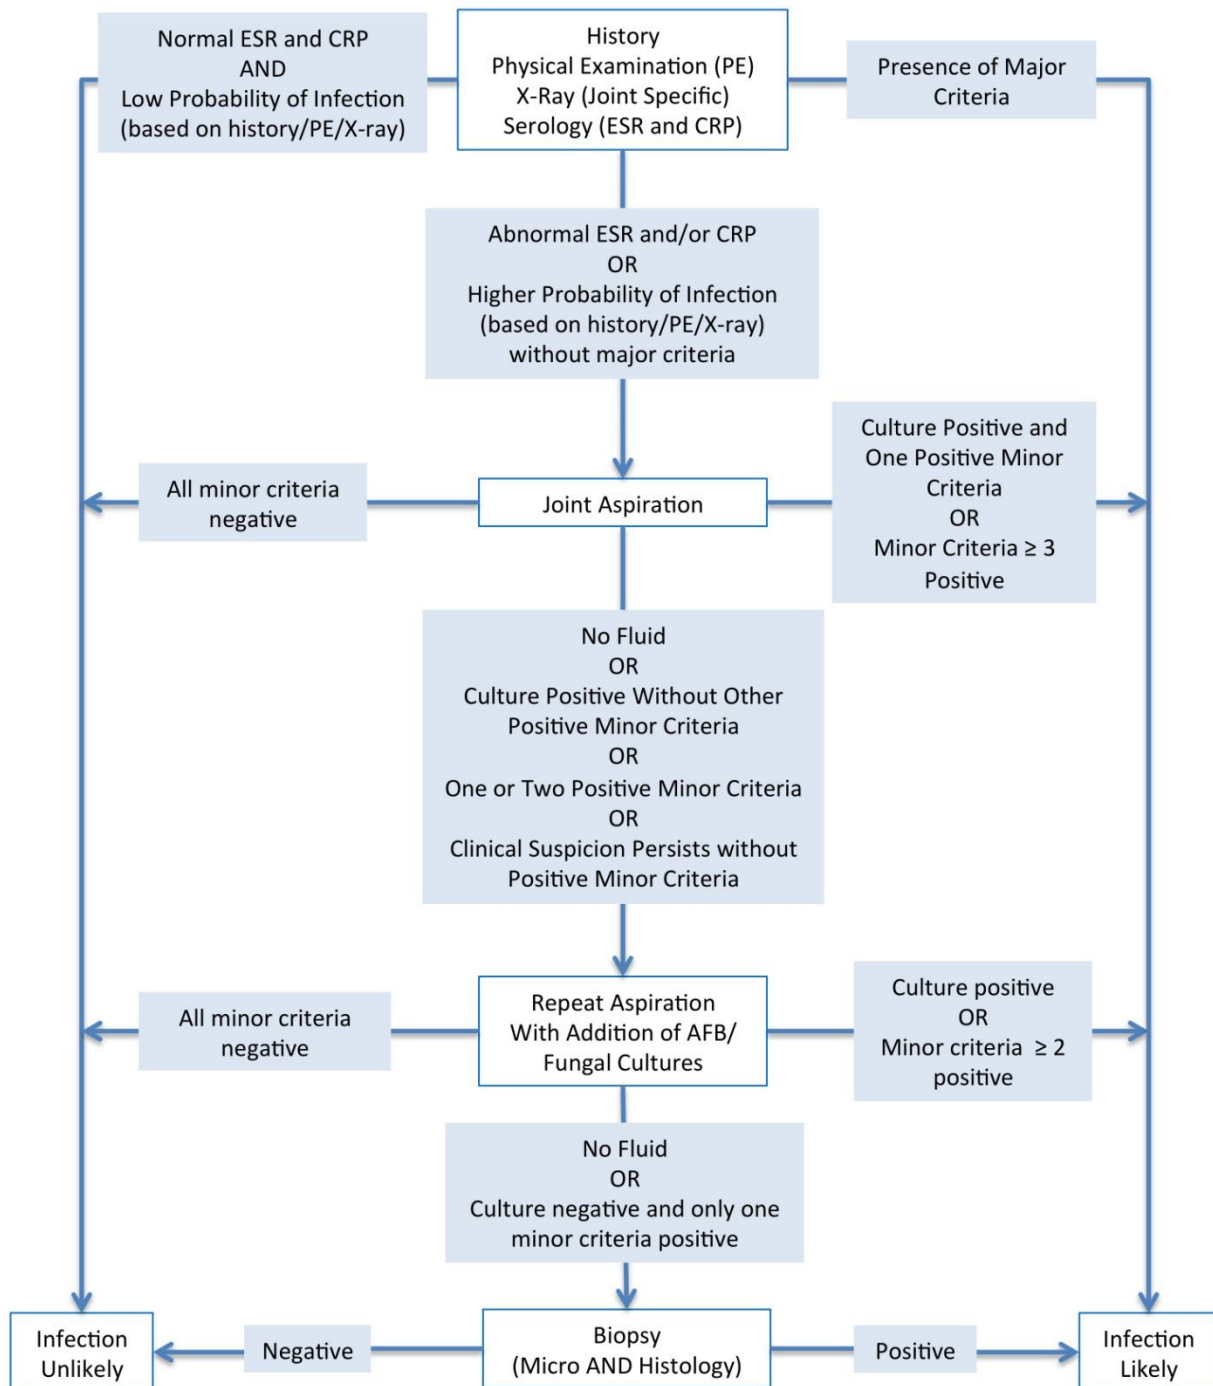 Normal ESR and CRP
AND
Low Probability of Infection
(based on history/PE/X-ray)
History
Physical Examination (PE)
X-Ray (Joint Specific)
Serology (ESR and CRP)
Presence of Major
Criteria
Abnormal ESR and/or CRP
OR
Higher Probability of Infection
(based on history/PE/X-ray)
without major criteria
All minor criteria
negative
Joint Aspiration
Culture Positive and
One Positive Minor
Criteria
OR
Minor Criteria ≥ 3
Positive
No Fluid
OR
Culture Positive Without Other
Positive Minor Criteria
OR
One or Two Positive Minor Criteria
OR
Clinical Suspicion Persists without
Positive Minor Criteria
All minor criteria
negative
Repeat Aspiration
With Addition of AFB/
Fungal Cultures
Culture positive
OR
Minor criteria ≥ 2
positive
No Fluid
OR
Culture negative and only one
minor criteria positive
Infection
Unlikely
Negative
Biopsy
(Micro AND Histology)
Positive
Infection
Likely